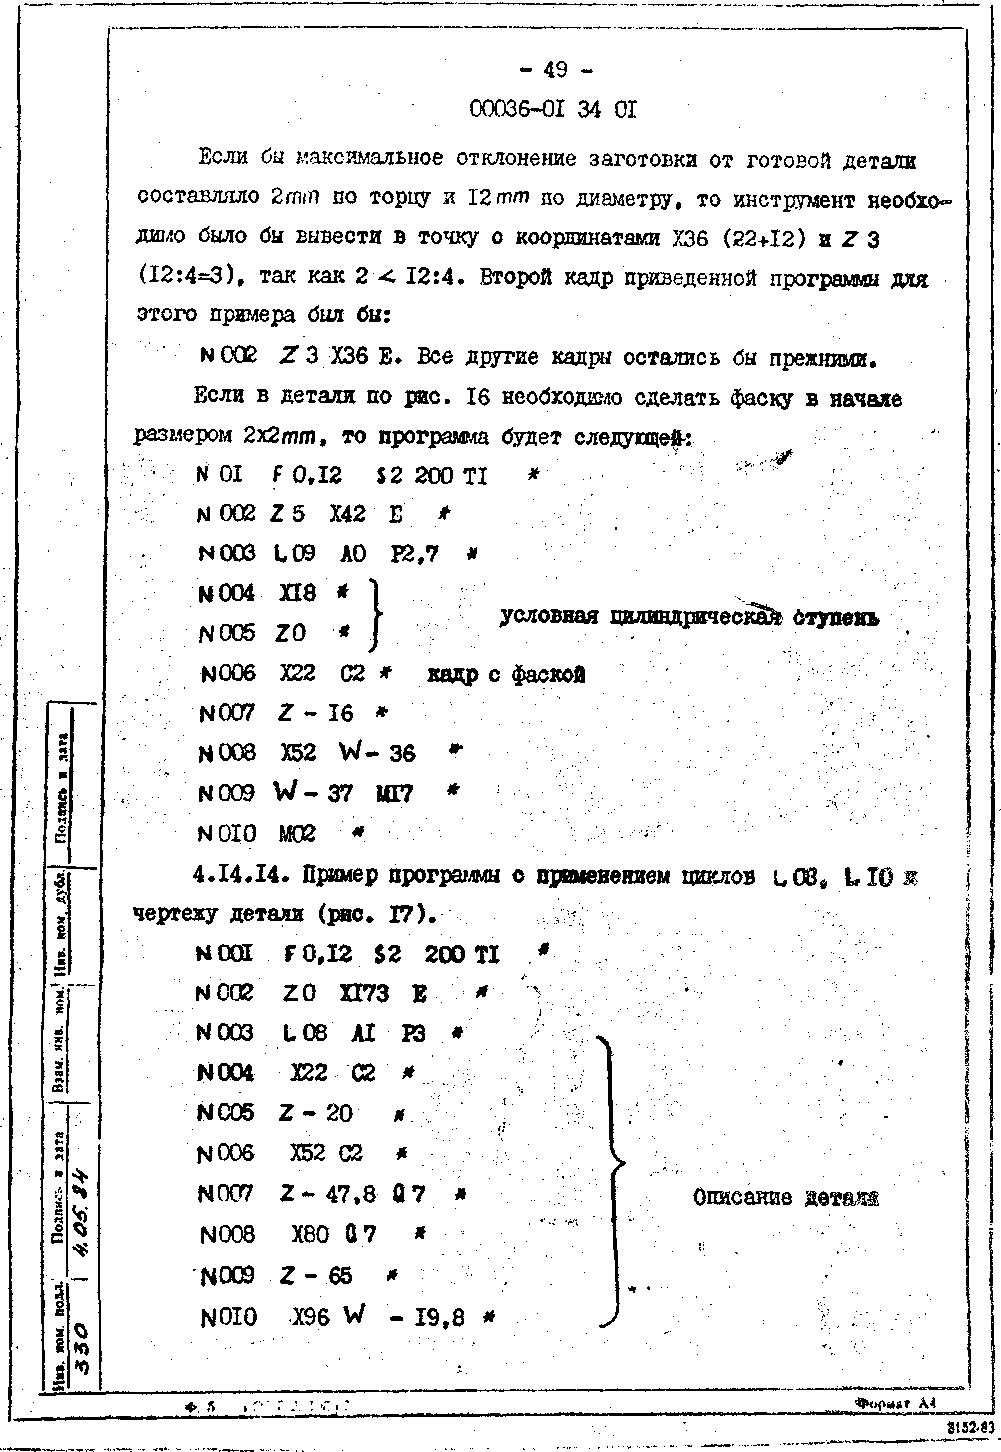 - 49 -
00036-0I 34 0I
Если бы максимальное отклонение заготовки от готовой детали
составляло 2mm по торцу и I2mm по диаметру, то инструмент необхо-
димо было бы вывести в точку о координатами X36 (22+I2) и Z 3
(I2:4=3), так как 2 < I2:4. Второй кадр приведенной программы для
этого примера был бы:
N 002 Z 3 X36 E. Все другие кадры остались бы прежними.
Если в детали по рис. I6 необходимо сделать фаску в начале
размером 2x2mm, то программа будет следующей:
N 0I F 0,I2 S2 200 TI *
N 002 Z 5 X42 E *
N003 L 09 A0 P2,7 *
N 004 XI8 *
N 005 Z0 *
условная цилиндрическая ступень
N006 X22 C2 * кадр с фаской
N007 Z - I6 *
N 008 X52 W- 36 *
N 009 W - 37 MI7 *
N 0I0 M02 *
4.I4.I4. Пример программы с применением циклов L 08, L I0 к
чертежу детали (рис. I7).
N 00I F 0,I2 S2 200 TI *
N 002 Z0 XI73 E *
N 003 L 08 AI P3 *
N 004 X22 C2 *
N 005 Z - 20 *
N 006 X52 C2 *
N 007 Z - 47,8 Q 7 *
Описание детали
N 008 X80 Q 7 *
N 009 Z - 65 *
N 0I0 X96 W - I9,8 *
Подпись и дата
Инв. ном. дубл.
Взам. инв. ном.
Подпись и дата
4.05.84
Инв. ном. подл.
330
Ф. 5
Формат А4
8152-83